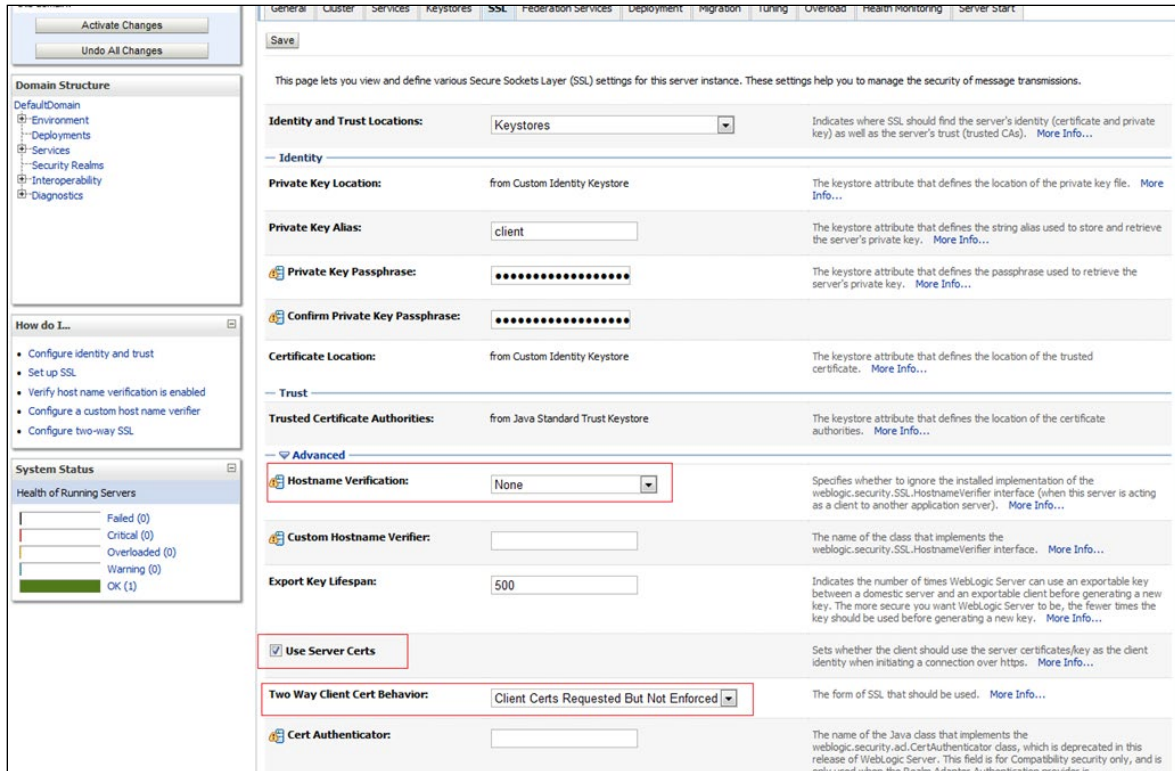 General Cluster Services Keystores SSL Federation Services Deployment Migration Tuning Overload Health Monitoring Server Start
Activate Changes
Undo All Changes
Domain Structure
DefaultDomain
Environment
Deployments
Services
Security Realms
Interoperability
Diagnostics
How do I...
Configure identity and trust
Set up SSL
Verify host name verification is enabled
Configure a custom host name verifier
Configure two-way SSL
System Status
Health of Running Servers
Failed (0)
Critical (0)
Overloaded (0)
Warning (0)
OK (1)
Save
This page lets you view and define various Secure Sockets Layer (SSL) settings for this server instance. These settings help you to manage the security of message transmissions.
Identity and Trust Locations:
Keystores
Indicates where SSL should find the server's identity (certificate and private
key) as well as the server's trust (trusted CAs). More Info...
Identity
Private Key Location:
from Custom Identity Keystore
The keystore attribute that defines the location of the private key file. More
Info...
Private Key Alias:
client
The keystore attribute that defines the string alias used to store and retrieve
the server's private key. More Info...
Private Key Passphrase:
••••••••••••••••••
The keystore attribute that defines the passphrase used to retrieve the
server's private key. More Info...
Confirm Private Key Passphrase:
••••••••••••••••••
Certificate Location:
from Custom Identity Keystore
The keystore attribute that defines the location of the trusted
certificate. More Info...
Trust
Trusted Certificate Authorities:
from Java Standard Trust Keystore
The keystore attribute that defines the location of the certificate
authorities. More Info...
Advanced
Hostname Verification:
None
Specifies whether to ignore the installed implementation of the
weblogic.security.SSL.HostnameVerifier interface (when this server is acting
as a client to another application server). More Info...
Custom Hostname Verifier:
The name of the class that implements the
weblogic.security.SSL.HostnameVerifier interface. More Info...
Export Key Lifespan:
500
Indicates the number of times WebLogic Server can use an exportable key
between a domestic server and an exportable client before generating a new
key. The more secure you want WebLogic Server to be, the fewer times the
key should be used before generating a new key. More Info...
Use Server Certs
Sets whether the client should use the server certificates/key as the client
identity when initiating a connection over https. More Info...
Two Way Client Cert Behavior:
Client Certs Requested But Not Enforced
The form of SSL that should be used. More Info...
Cert Authenticator:
The name of the Java class that implements the
weblogic.security.acl.CertAuthenticator class, which is deprecated in this
release of WebLogic Server. This field is for Compatibility security only, and is
only used when the Realm Adapter Authentication provider is